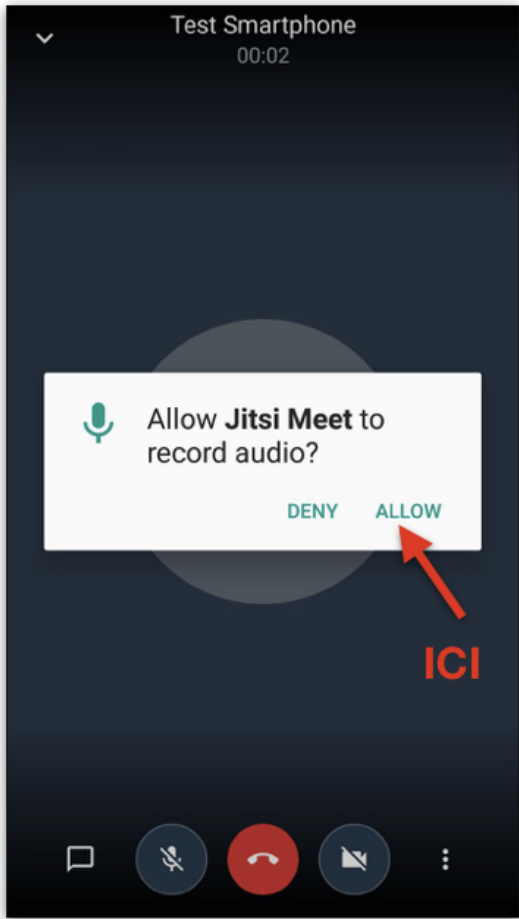 Test Smartphone
00:02
Allow Jitsi Meet to
record audio?
DENY ALLOW
ICI